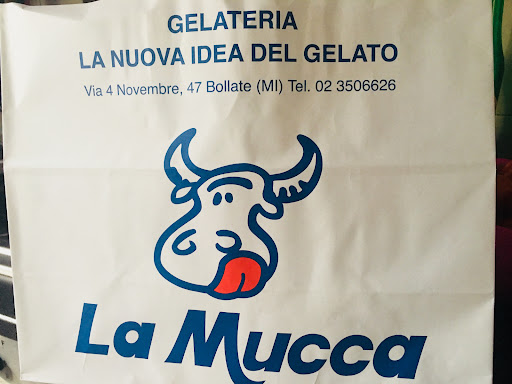 GELATERIA
LA NUOVA IDEA DEL GELATO
Via 4 Novembre, 47 Bollate (MI) Tel. 02 3506626
La Mucca